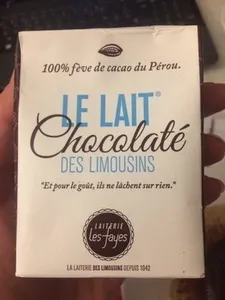 100% fève de cacao du Pérou.
LE LAIT®
Chocolaté
DES LIMOUSINS
"Et pour le goût, ils ne lâchent sur rien."
LAITERIE
les fayes
LA LAITERIE DES LIMOUSINS DEPUIS 1942